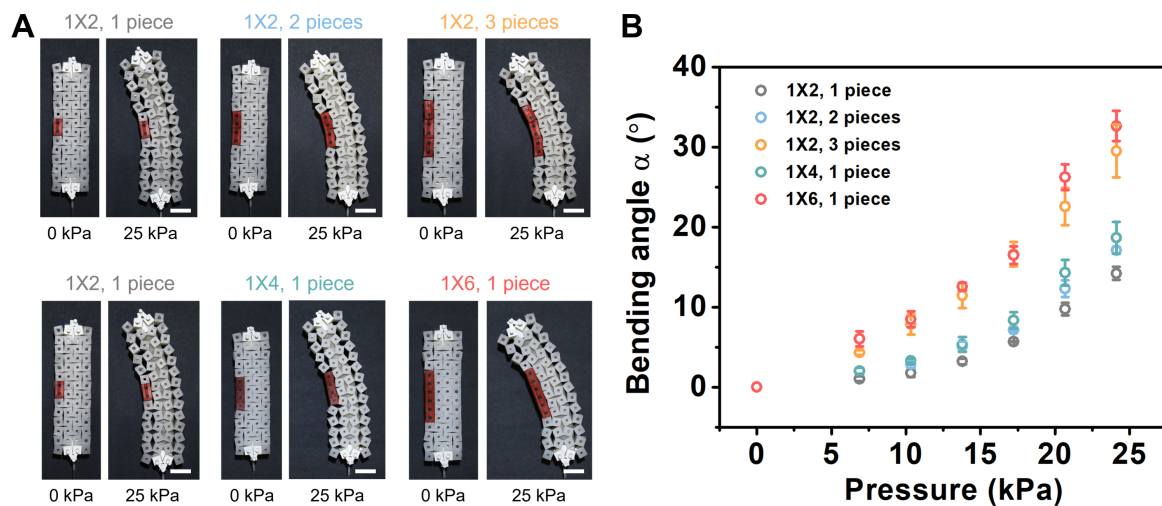 A
1X2, 1 piece
1X2, 2 pieces
1X2, 3 pieces
0 kPa
25 kPa
0 kPa
25 kPa
0 kPa
25 kPa
1X2, 1 piece
1X4, 1 piece
1X6, 1 piece
0 kPa
25 kPa
0 kPa
25 kPa
0 kPa
25 kPa
B
Bending angle α (°)
40
30
20
10
0
1X2, 1 piece
1X2, 2 pieces
1X2, 3 pieces
1X4, 1 piece
1X6, 1 piece
0
5
10
15
20
25
Pressure (kPa)